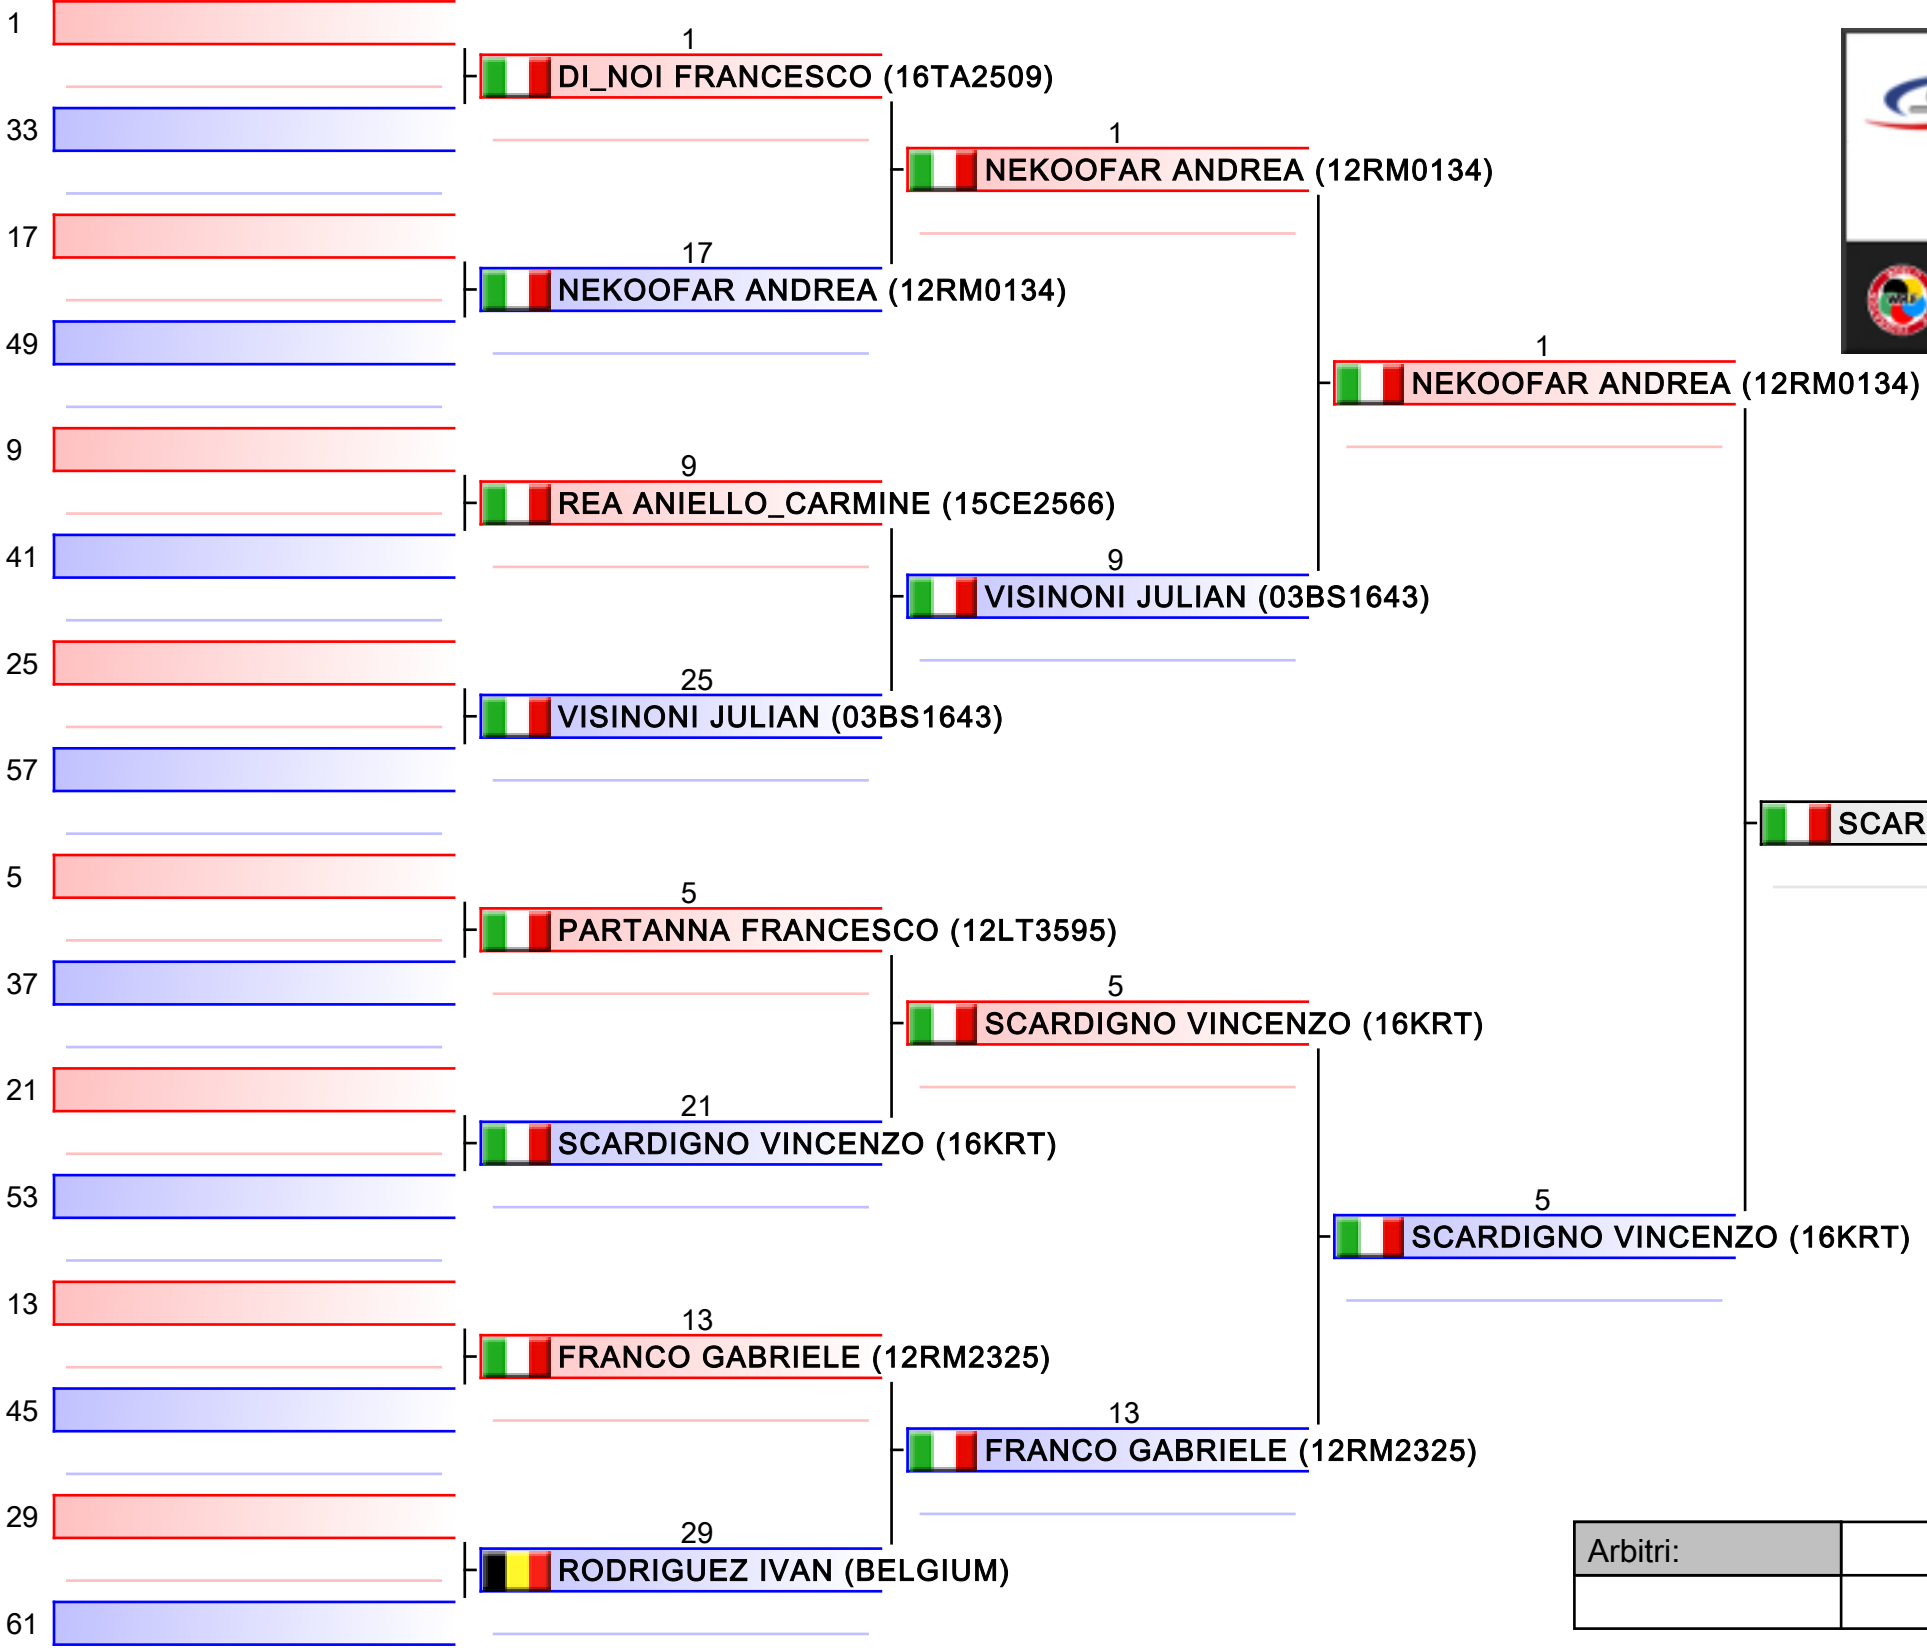 1
1
DI_NOI FRANCESCO (16TA2509)
33
1
NEKOOFAR ANDREA (12RM0134)
17
17
NEKOOFAR ANDREA (12RM0134)
49
1
NEKOOFAR ANDREA (12RM0134)
9
9
REA ANIELLO_CARMINE (15CE2566)
41
9
VISINONI JULIAN (03BS1643)
25
25
VISINONI JULIAN (03BS1643)
57
SCAR
5
5
PARTANNA FRANCESCO (12LT3595)
37
5
SCARDIGNO VINCENZO (16KRT)
21
21
SCARDIGNO VINCENZO (16KRT)
53
5
SCARDIGNO VINCENZO (16KRT)
13
13
FRANCO GABRIELE (12RM2325)
45
13
FRANCO GABRIELE (12RM2325)
29
29
RODRIGUEZ IVAN (BELGIUM)
Arbitri:
61